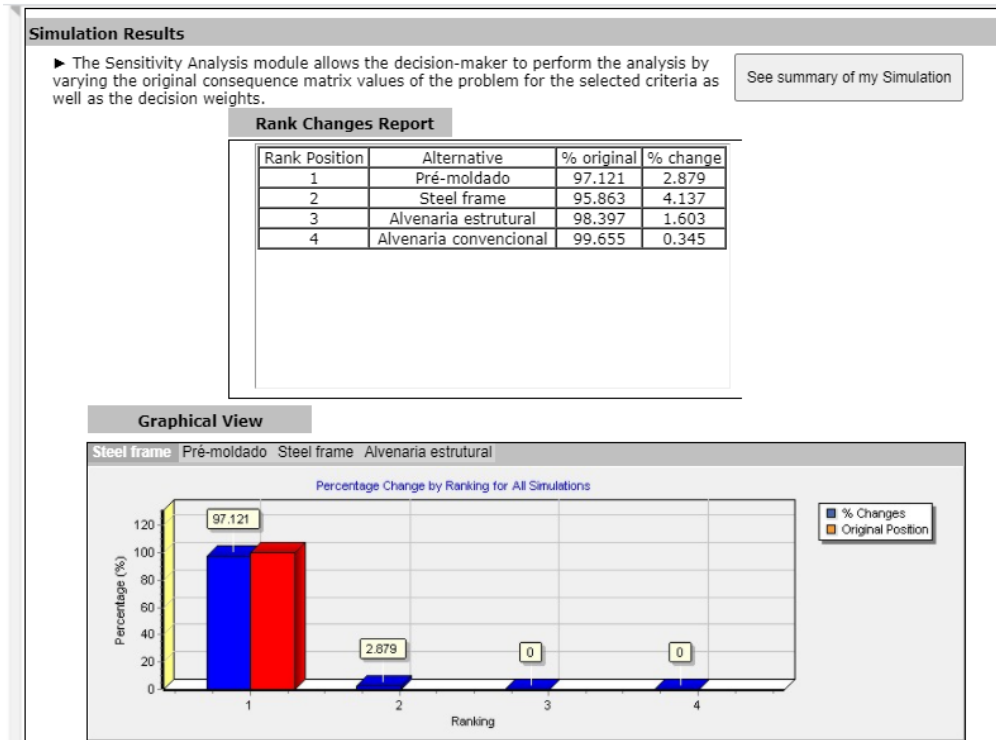 Simulation Results
► The Sensitivity Analysis module allows the decision-maker to perform the analysis by
varying the original consequence matrix values of the problem for the selected criteria as
well as the decision weights.
See summary of my Simulation
Rank Changes Report
Rank Position Alternative % original % change
1 Pré-moldado 97.121 2.879
2 Steel frame 95.863 4.137
3 Alvenaria estrutural 98.397 1.603
4 Alvenaria convencional 99.655 0.345
Graphical View
Steel frame Pré-moldado Steel frame Alvenaria estrutural
Percentage Change by Ranking for All Simulations
% Changes
Original Position
Percentage (%)
120
100
80
60
40
20
0
97.121
2.879
0
0
1 2 3 4
Ranking